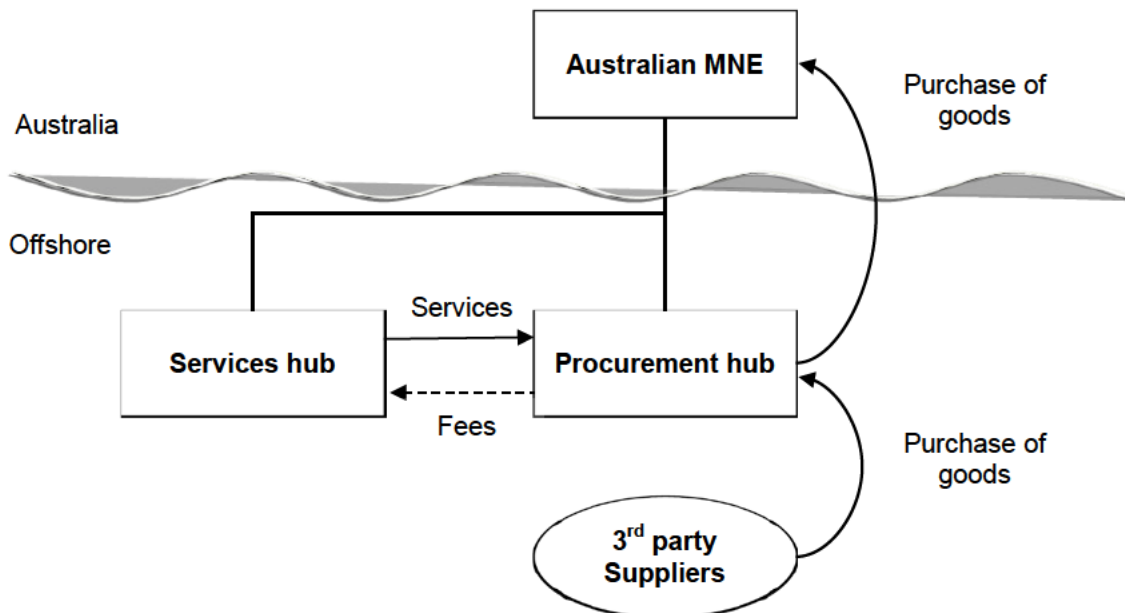 Australian MNE
Purchase of
goods
Australia
Offshore
Services
Services hub
Procurement hub
Fees
Purchase of
goods
3rd party
Suppliers